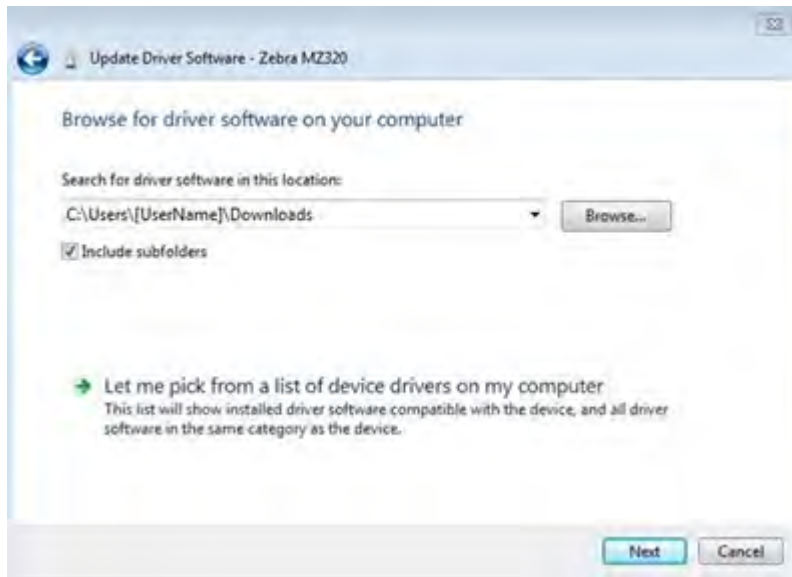 Update Driver Software - Zebra MZ320
Browse for driver software on your computer
Search for driver software in this location:
C:\Users\[UserName]\Downloads
Browse...
Include subfolders
Let me pick from a list of device drivers on my computer
This list will show installed driver software compatible with the device, and all driver
software in the same category as the device.
Next
Cancel